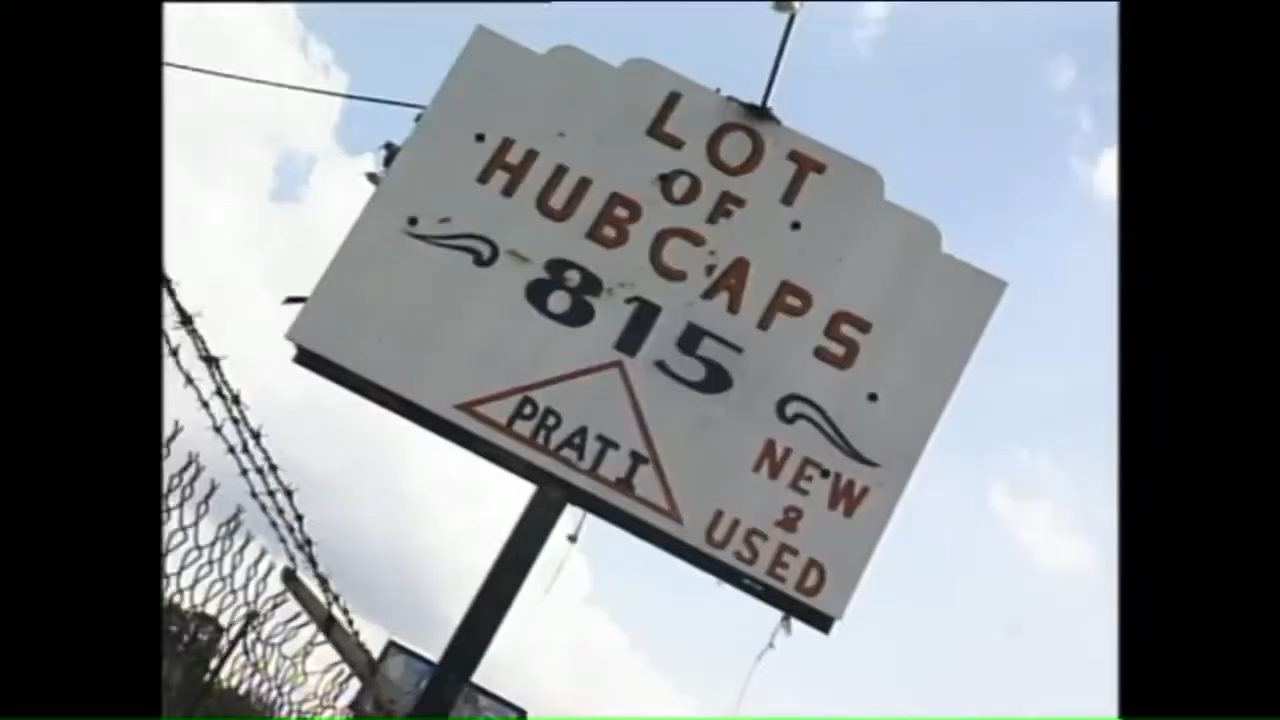 LOT
OF
HUBCAPS
815
PRATI
NEW
&
USED